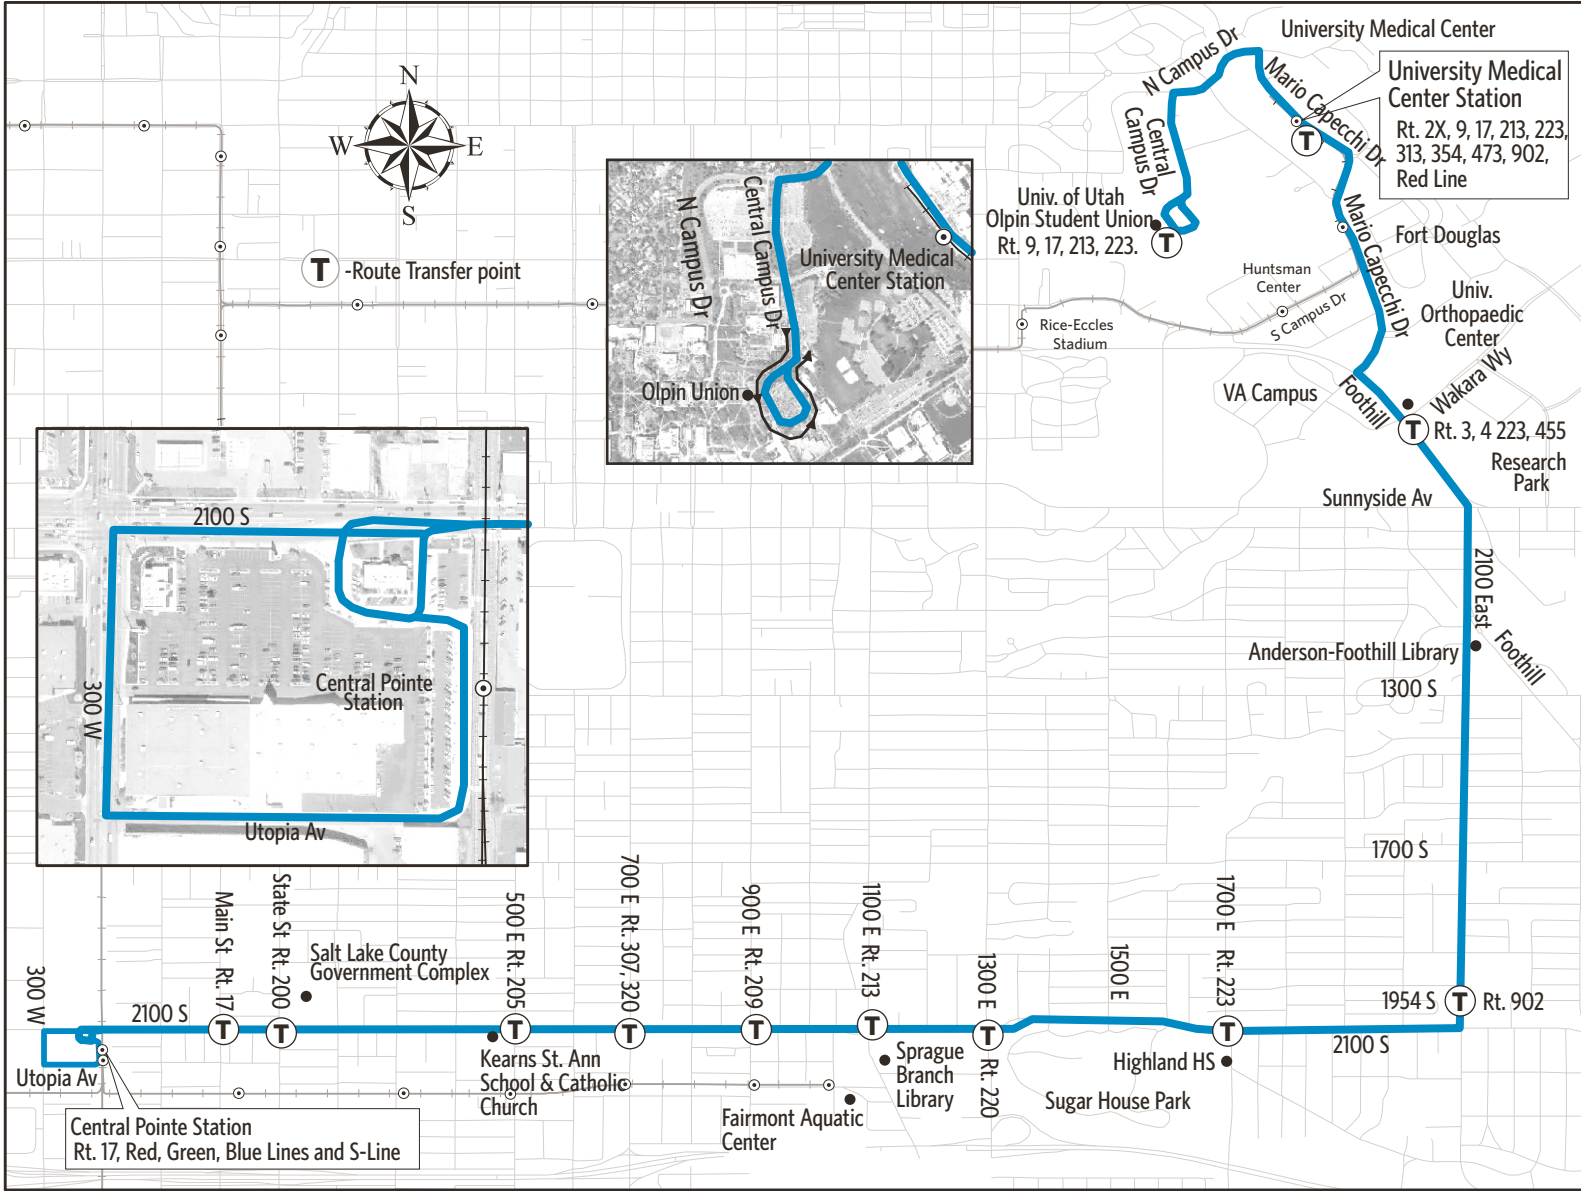 University Medical Center
N Campus Dr
Mario Capecchi Dr
University Medical
Center Station
Rt. 2X, 9, 17, 213, 223,
313, 354, 473, 902,
Red Line
N
W
E
S
T
T -Route Transfer point
Central
Campus Dr
Univ. of Utah
Olpin Student Union
Rt. 9, 17, 213, 223.
T
Mario Capecchi Dr
Fort Douglas
Huntsman
Center
S Campus Dr
Rice-Eccles
Stadium
Univ.
Orthopaedic
Center
Wakara Wy
VA Campus
Foothill
T
Rt. 3, 4 223, 455
Research
Park
Sunnyside Av
2100 East
Foothill
Anderson-Foothill Library
1300 S
1700 S
N Campus Dr
Central Campus Dr
University Medical
Center Station
Olpin Union
2100 S
300 W
Central Pointe
Station
Utopia Av
300 W
2100 S
Main St Rt. 17
T
State St Rt. 200
T
Salt Lake County
Government Complex
500 E Rt. 205
T
700 E Rt. 307, 320
T
900 E Rt. 209
T
1100 E Rt. 213
T
1300 E
T
Rt. 220
1500 E
1700 E Rt. 223
T
1954 S
T
Rt. 902
2100 S
Utopia Av
Kearns St. Ann
School & Catholic
Church
Fairmont Aquatic
Center
Sprague
Branch
Library
Sugar House Park
Highland HS
Central Pointe Station
Rt. 17, Red, Green, Blue Lines and S-Line